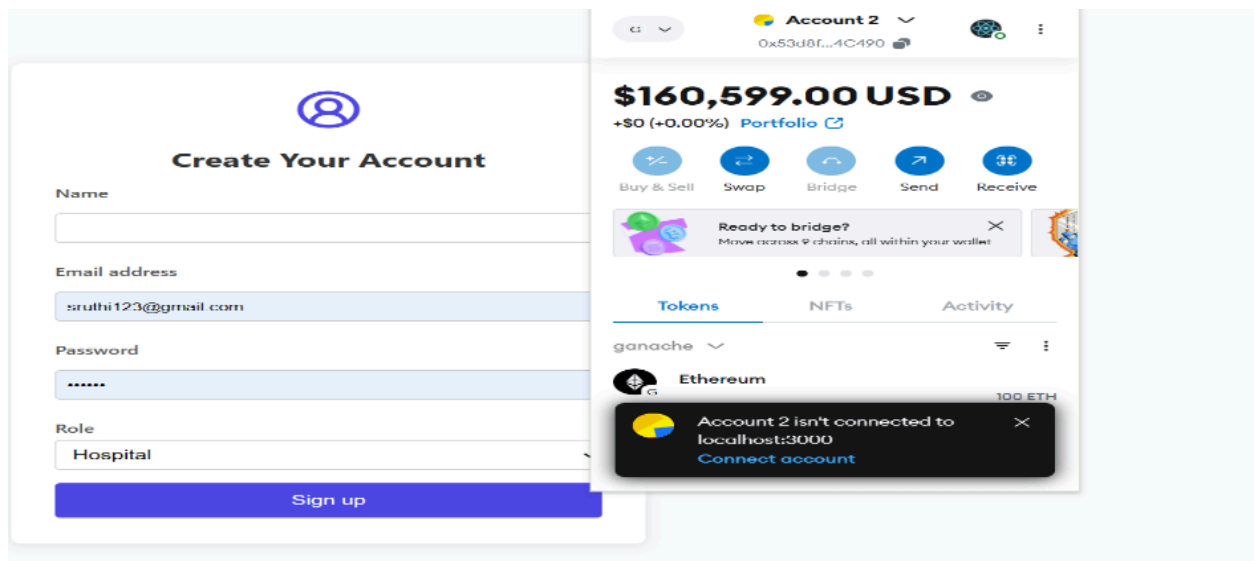 Create Your Account
Name
Email address
sruthi123@gmail.com
Password
••••••
Role
Hospital
Sign up
G
Account 2
0x53d8f...4C490
$160,599.00 USD
+$0 (+0.00%) Portfolio
Buy & Sell Swap Bridge Send Receive
Ready to bridge?
Move across 9 chains, all within your wallet
Tokens NFTs Activity
ganache
Ethereum
G
100 ETH
Account 2 isn't connected to
localhost:3000
Connect account